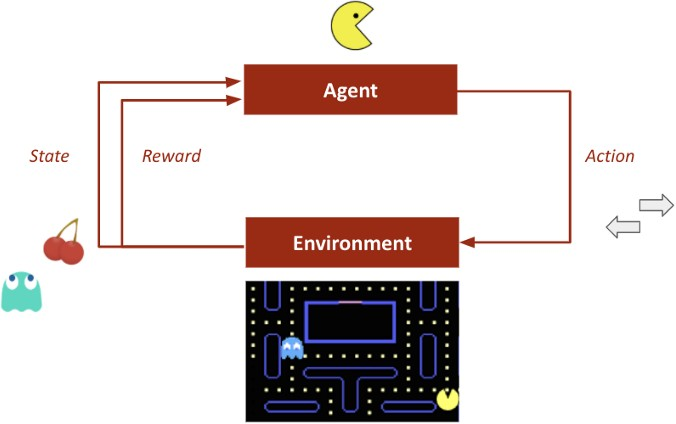 Agent
State
Reward
Action
Environment